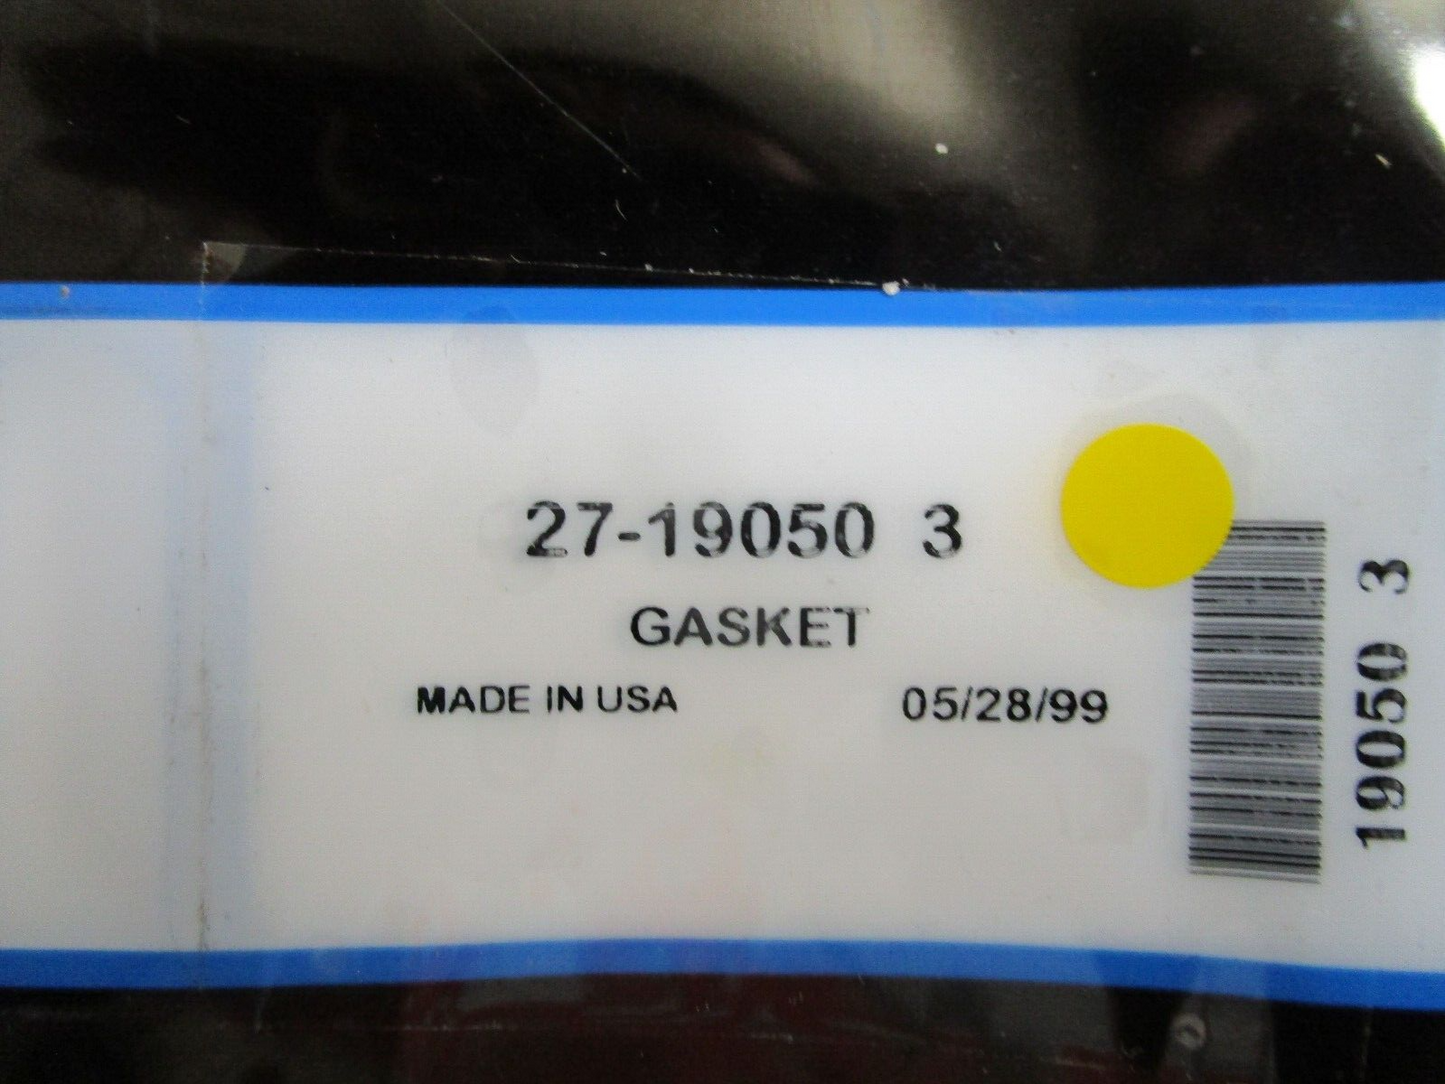 27-19050 3
GASKET
MADE IN USA 05/28/99
19050 3